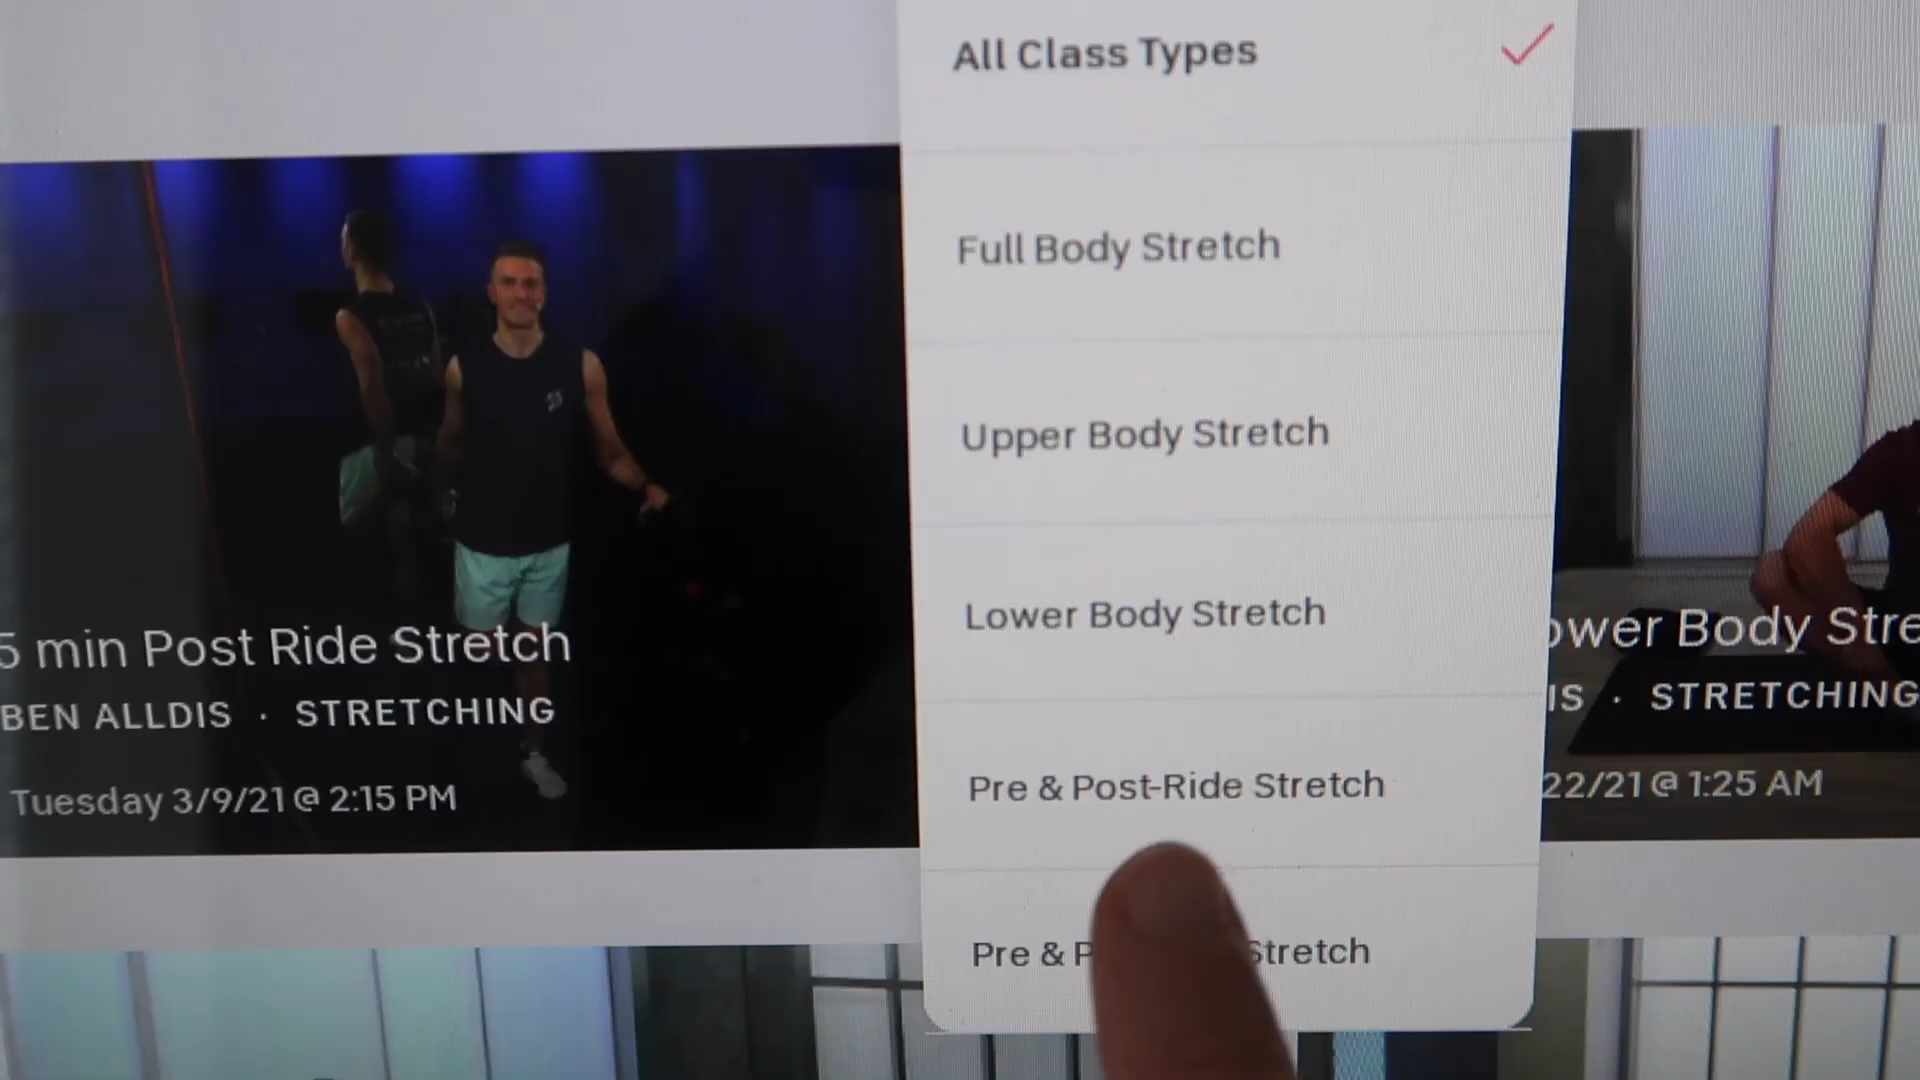 All Class Types
Full Body Stretch
Upper Body Stretch
Lower Body Stretch
Pre & Post-Ride Stretch
Pre & Stretch
5 min Post Ride Stretch
BEN ALLDIS · STRETCHING
Tuesday 3/9/21 @ 2:15 PM
ower Body Stre
IS · STRETCHING
22/21 @ 1:25 AM